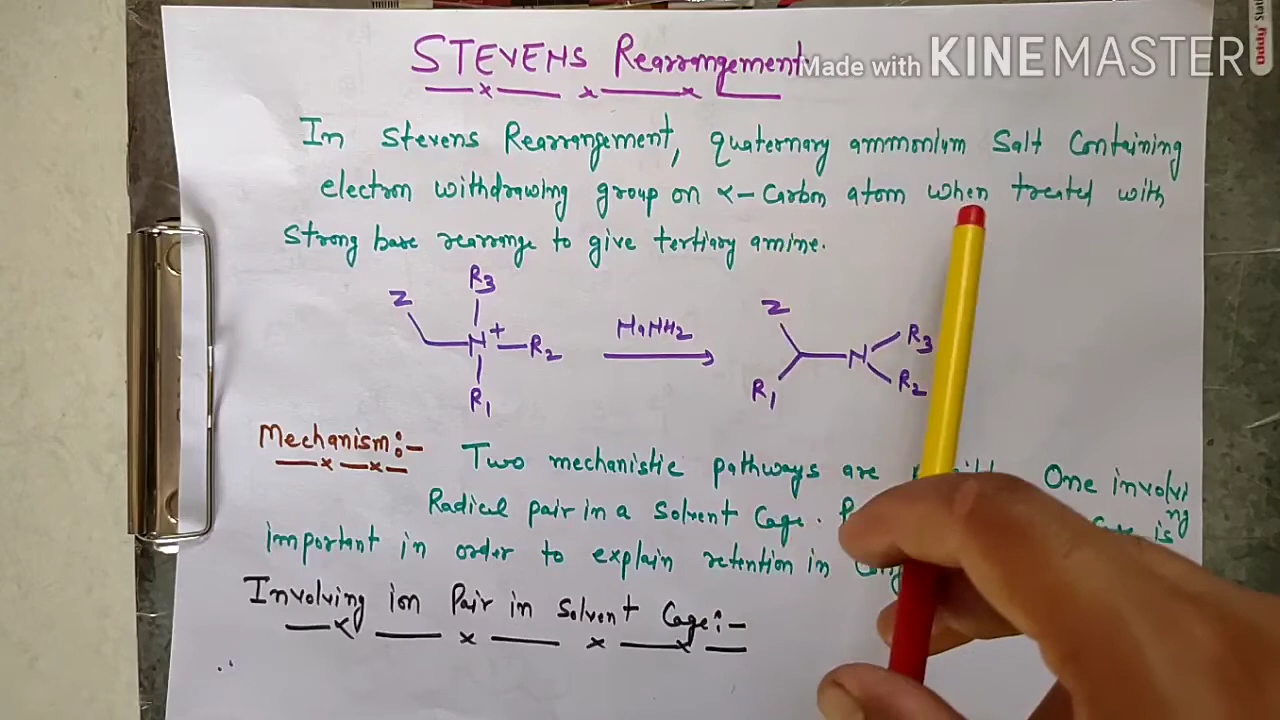 STEVENS Rearrangement
Made with KINEMASTER
Oddy
In Stevens Rearrangement, quaternary ammonium Salt Containing
electron withdrawing group on α-Carbon atom when treated with
strong base rearrange to give tertiary amine.
Z R3 N+ R2 R1 NaNH2 Z R1 N R3 R2
Mechanism:-
Two mechanistic pathways are One involving
Radical pair in a Solvent Cage. is
important in order to explain retention in
Involving ion Pair in Solvent Cage:-